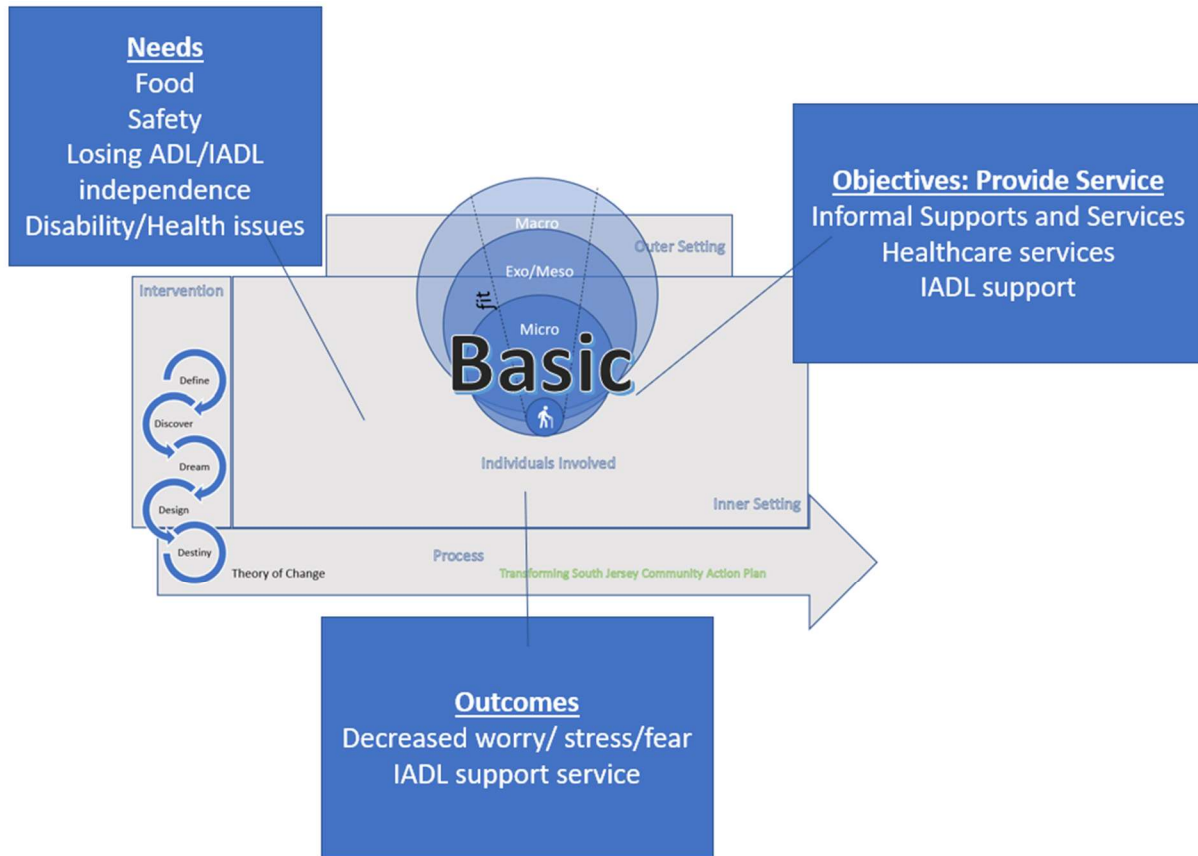 Needs
Food
Safety
Losing ADL/IADL
independence
Disability/Health issues
Objectives: Provide Service
Informal Supports and Services
Healthcare services
IADL support
Macro
Outer Setting
Exo/Meso
fit
Micro
Basic
Intervention
Define
Discover
Dream
Design
Destiny
Individuals Involved
Inner Setting
Process
Theory of Change
Transforming South Jersey Community Action Plan
Outcomes
Decreased worry/ stress/fear
IADL support service